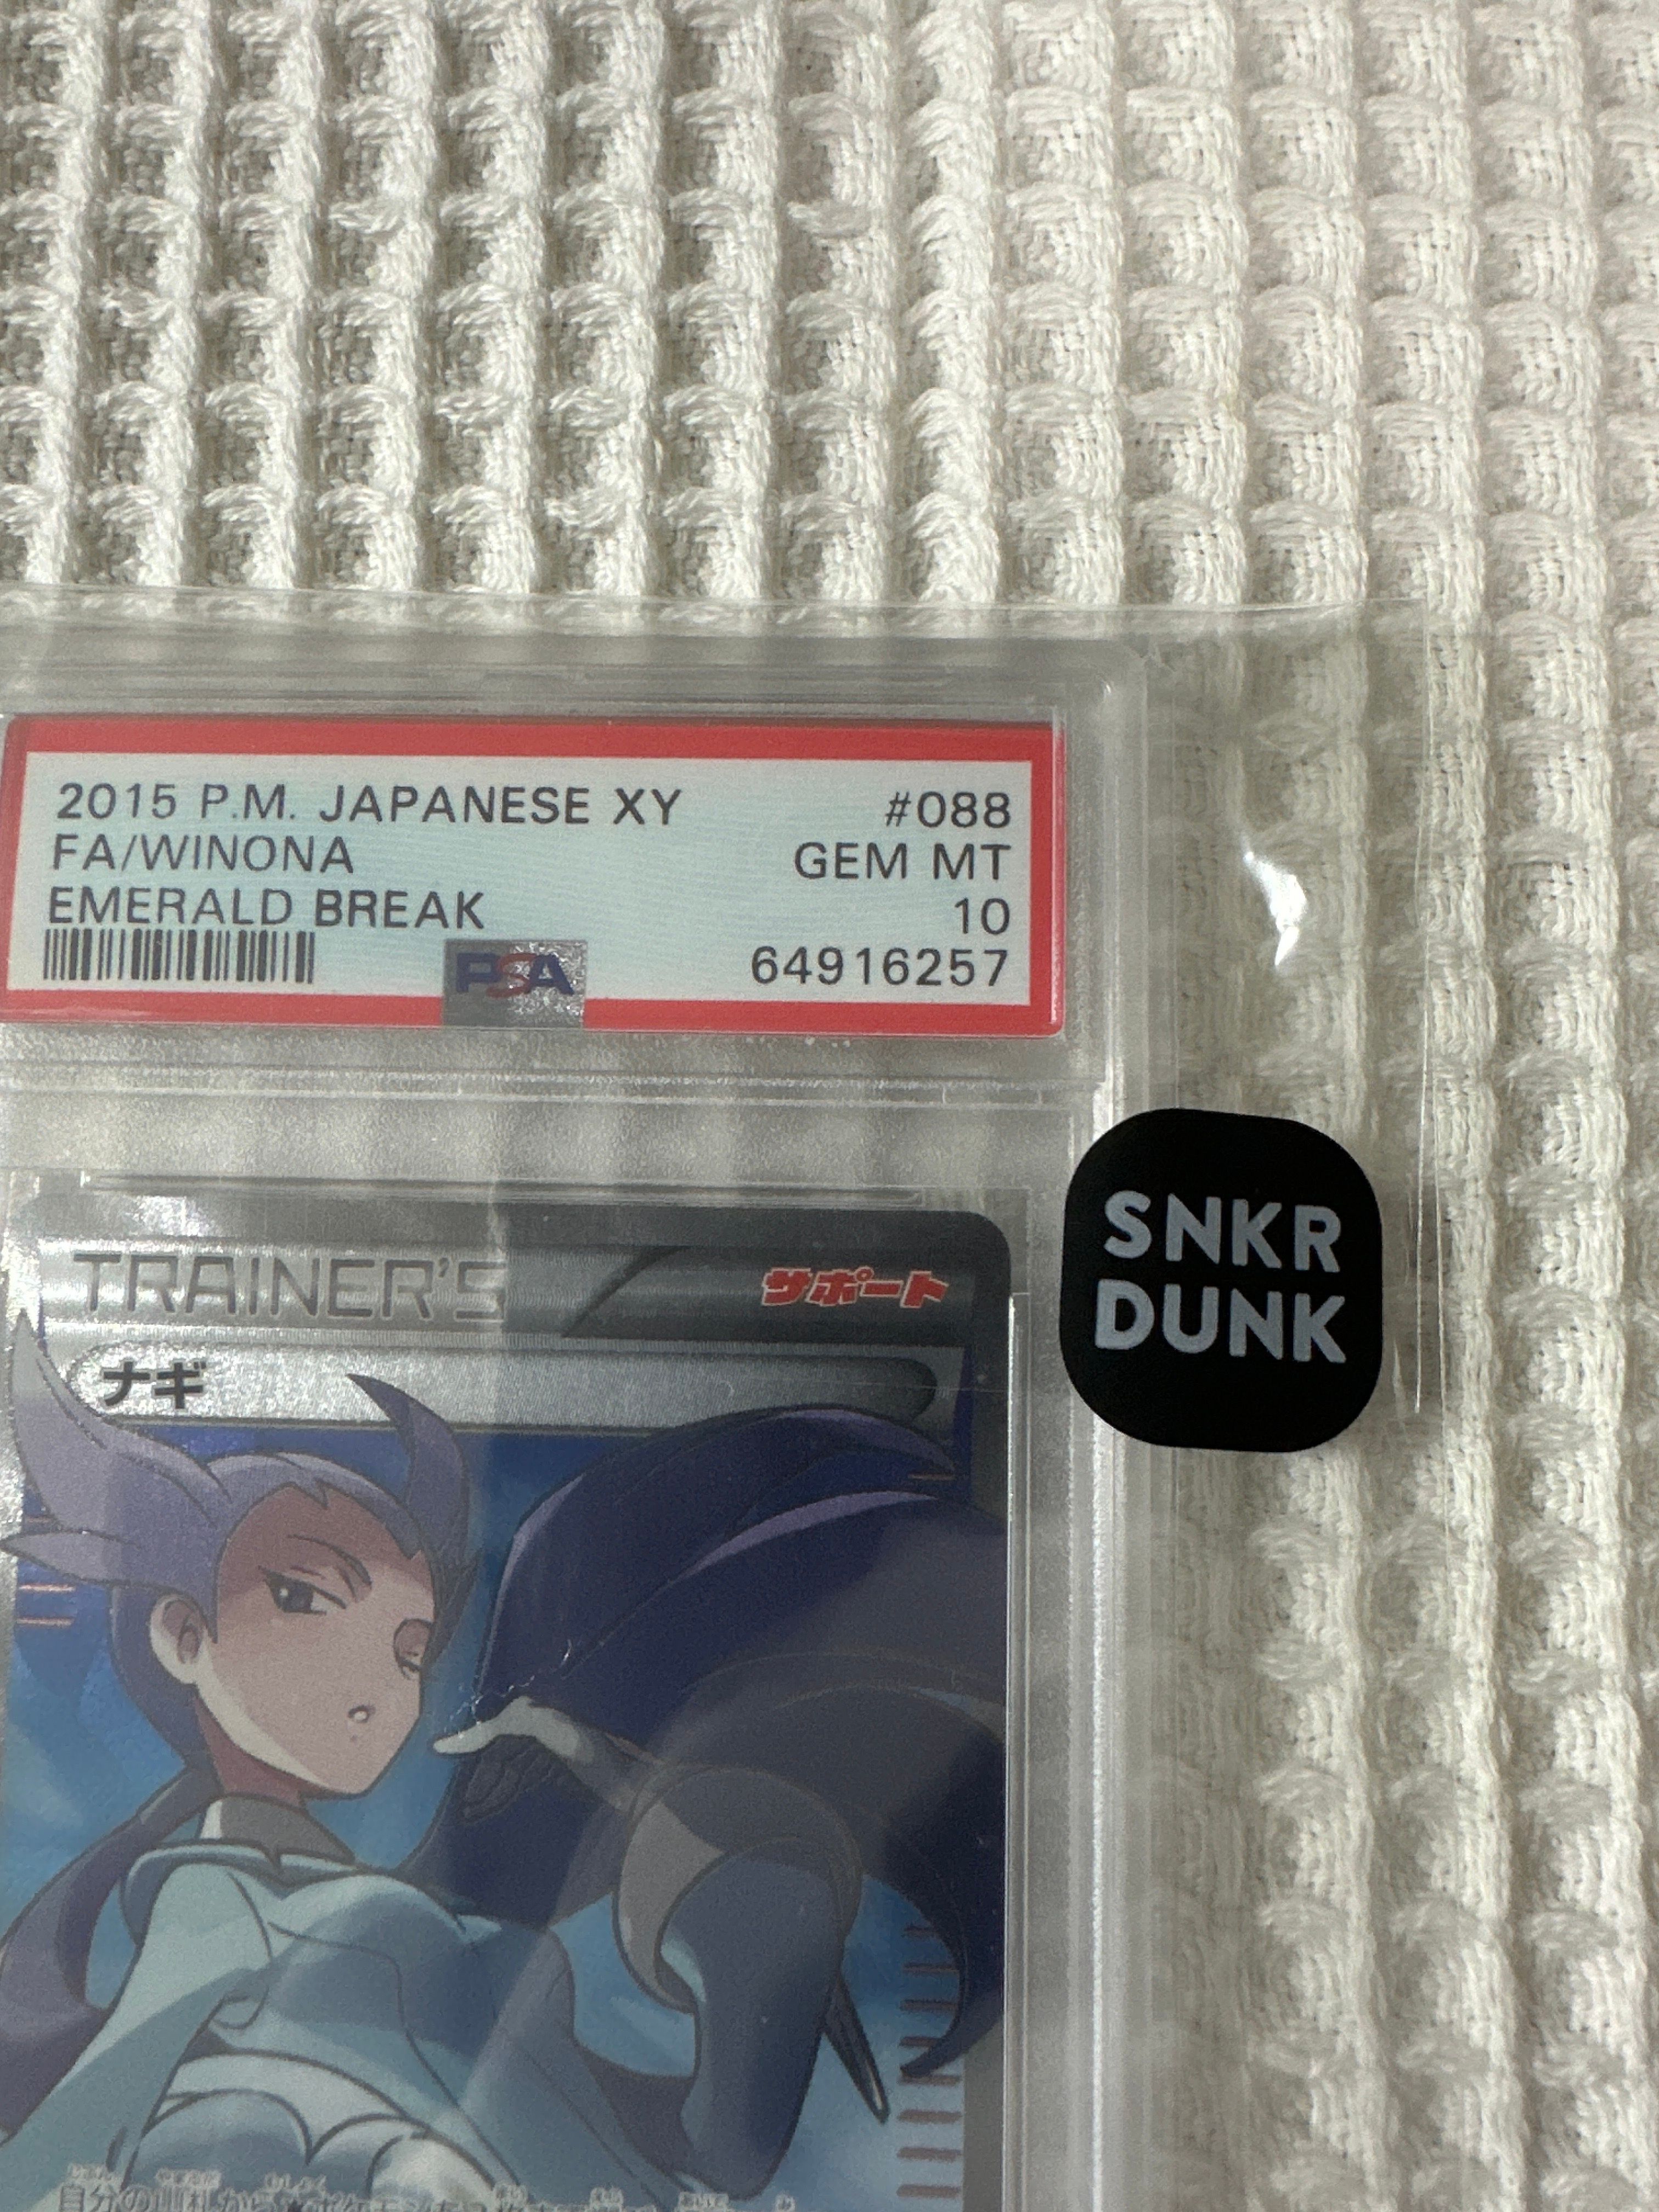 2015 P.M. JAPANESE XY #088
FA/WINONA GEM MT
EMERALD BREAK 10
PSA 64916257
SNKR
DUNK
TRAINER'S サポート
ナギ